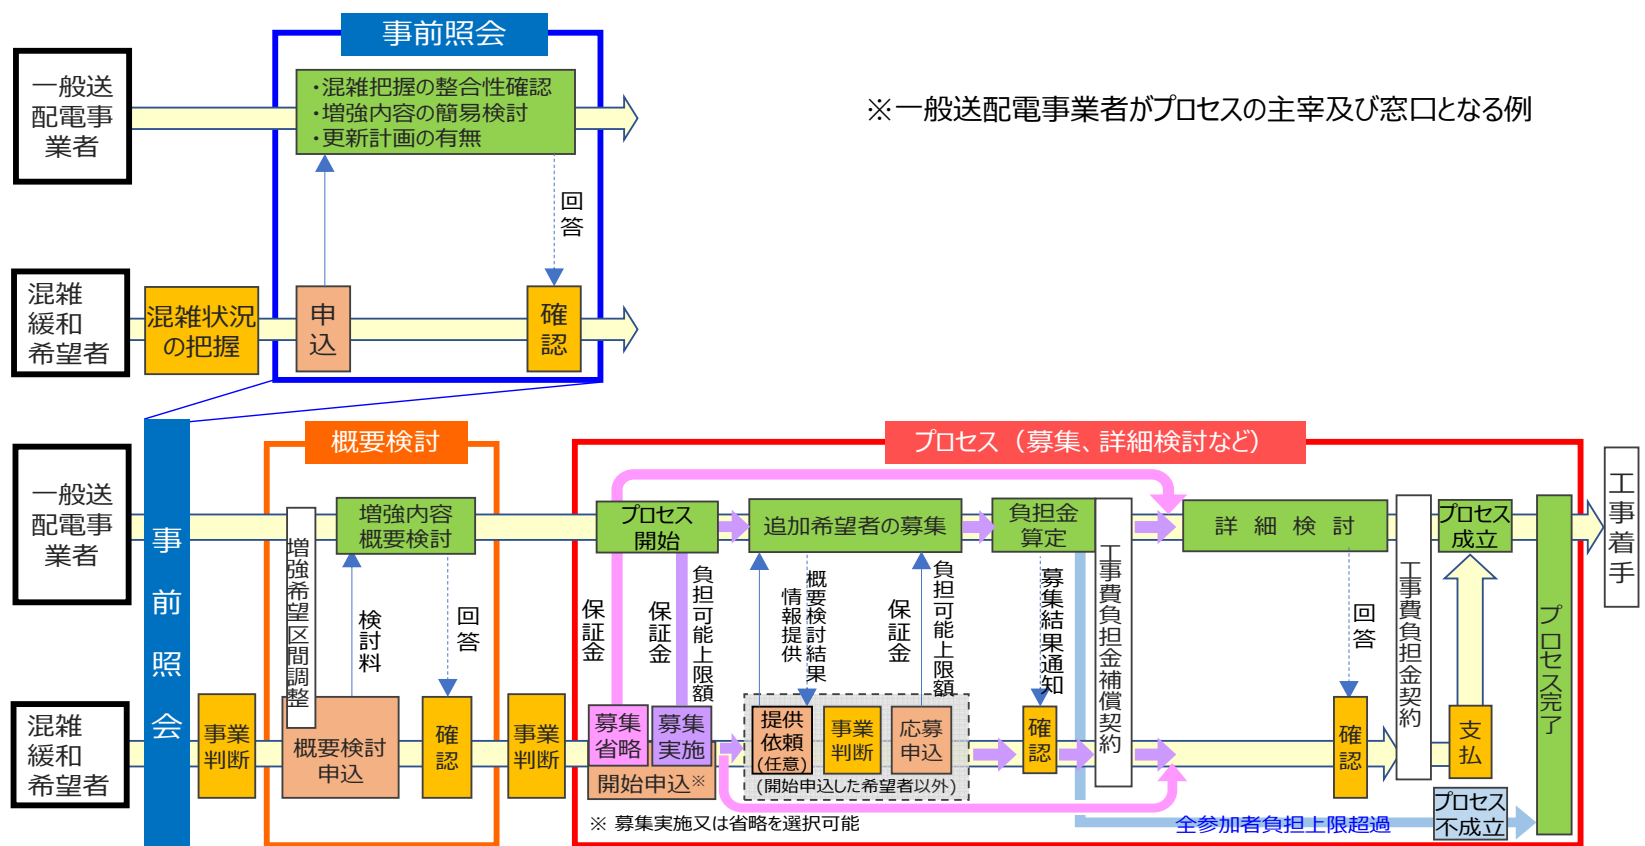 事前照会
一般送
配電事
業者
・混雑把握の整合性確認
・増強内容の簡易検討
・更新計画の有無
※一般送配電事業者がプロセスの主宰及び窓口となる例
回答
混雑
緩和
希望者
混雑状況
の把握
申込
確認
事前照会
概要検討
プロセス（募集、詳細検討など）
一般送
配電事
業者
増強希望区間調整
増強内容
概要検討
検討料
回答
プロセス
開始
追加希望者の募集
負担金
算定
工事費負担金補償契約
詳細検討
工事費負担金契約
プロセス
成立
プロセス完了
工事着手
保証金
保証金
負担可能上限額
情報提供
概要検討結果
保証金
負担可能上限額
募集結果通知
回答
混雑
緩和
希望者
事業
判断
概要検討
申込
確認
事業
判断
募集
省略
募集
実施
開始申込※
提供
依頼
(任意)
事業
判断
応募
申込
(開始申込した希望者以外)
確認
確認
支払
プロセス
不成立
※ 募集実施又は省略を選択可能
全参加者負担上限超過